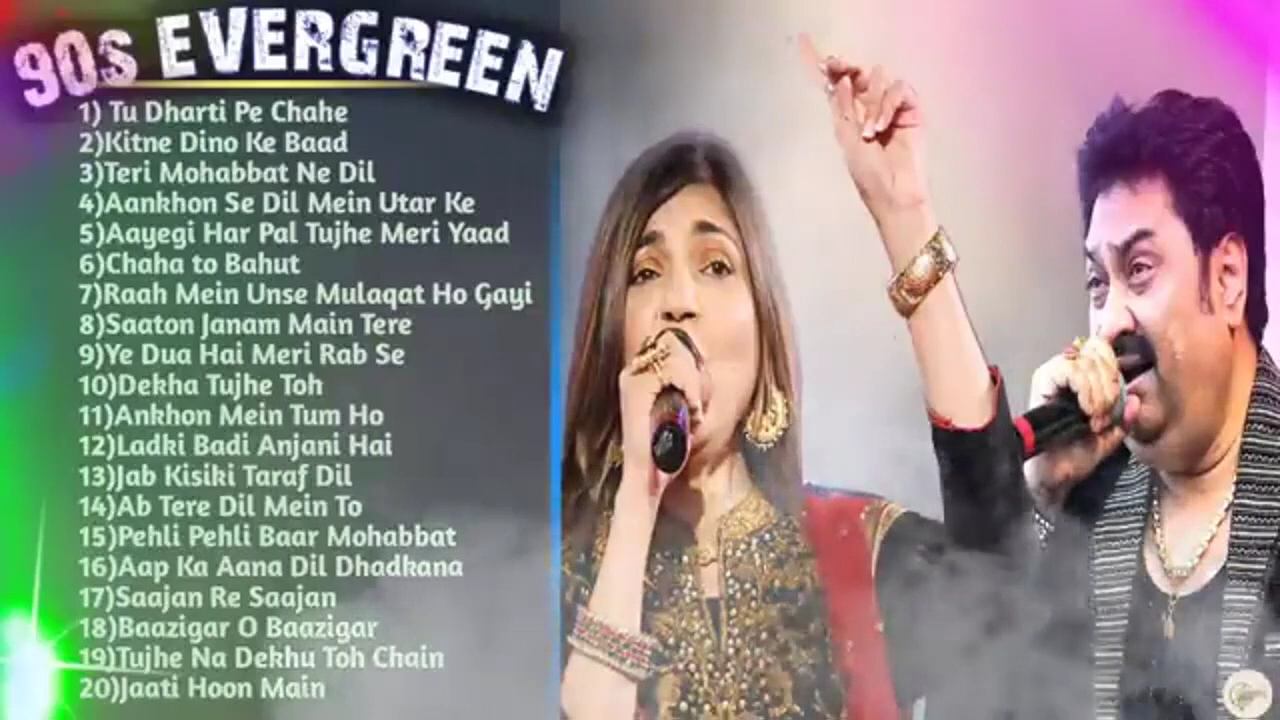 90s EVERGREEN
1) Tu Dharti Pe Chahe
2)Kitne Dino Ke Baad
3)Teri Mohabbat Ne Dil
4)Aankhon Se Dil Mein Utar Ke
5)Aayegi Har Pal Tujhe Meri Yaad
6)Chaha to Bahut
7)Raah Mein Unse Mulaqat Ho Gayi
8)Saaton Janam Main Tere
9)Ye Dua Hai Meri Rab Se
10)Dekha Tujhe Toh
11)Ankhon Mein Tum Ho
12)Ladki Badi Anjani Hai
13)Jab Kisiki Taraf Dil
14)Ab Tere Dil Mein To
15)Pehli Pehli Baar Mohabbat
16)Aap Ka Aana Dil Dhadkana
17)Saajan Re Saajan
18)Baazigar O Baazigar
19)Tujhe Na Dekhu Toh Chain
20)Jaati Hoon Main